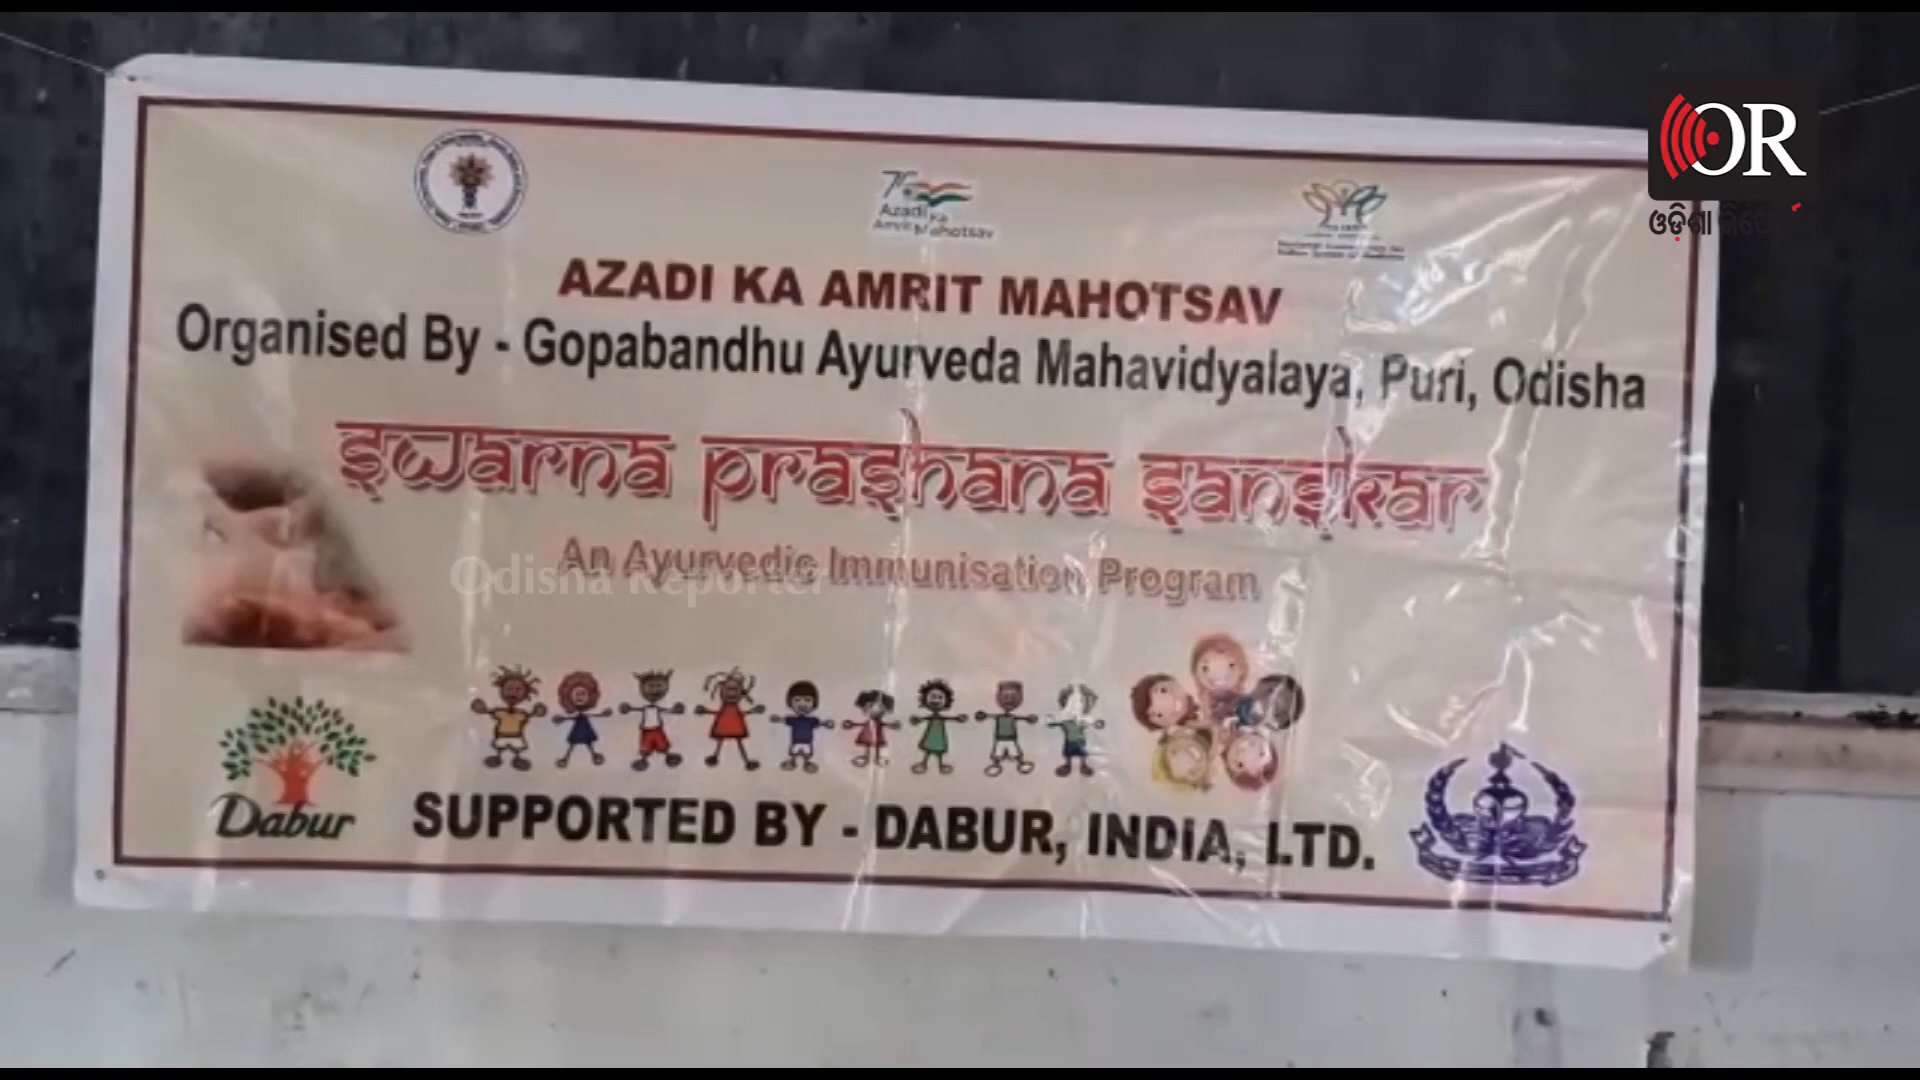 OR
ଓଡ଼ିଶା
Azadi Ka
Amrit Mahotsav
AZADI KA AMRIT MAHOTSAV
Organised By - Gopabandhu Ayurveda Mahavidyalaya, Puri, Odisha
swarna prashana sanskar
An Ayurvedic Immunisation Program
Odisha Reporter
Dabur
SUPPORTED BY - DABUR, INDIA, LTD.